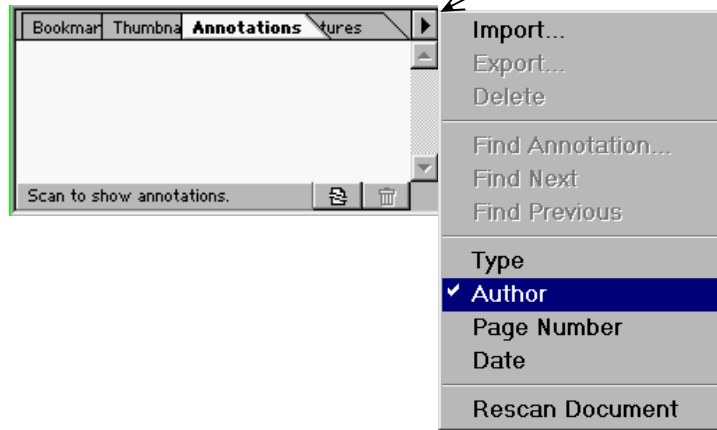 Bookmar Thumbna Annotations tures
Scan to show annotations.
Import...
Export...
Delete
Find Annotation...
Find Next
Find Previous
Type
Author
Page Number
Date
Rescan Document